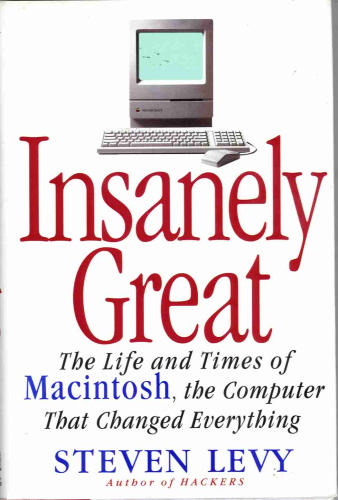 Insanely
Great
The Life and Times of
Macintosh, the Computer
That Changed Everything
STEVEN LEVY
Author of HACKERS